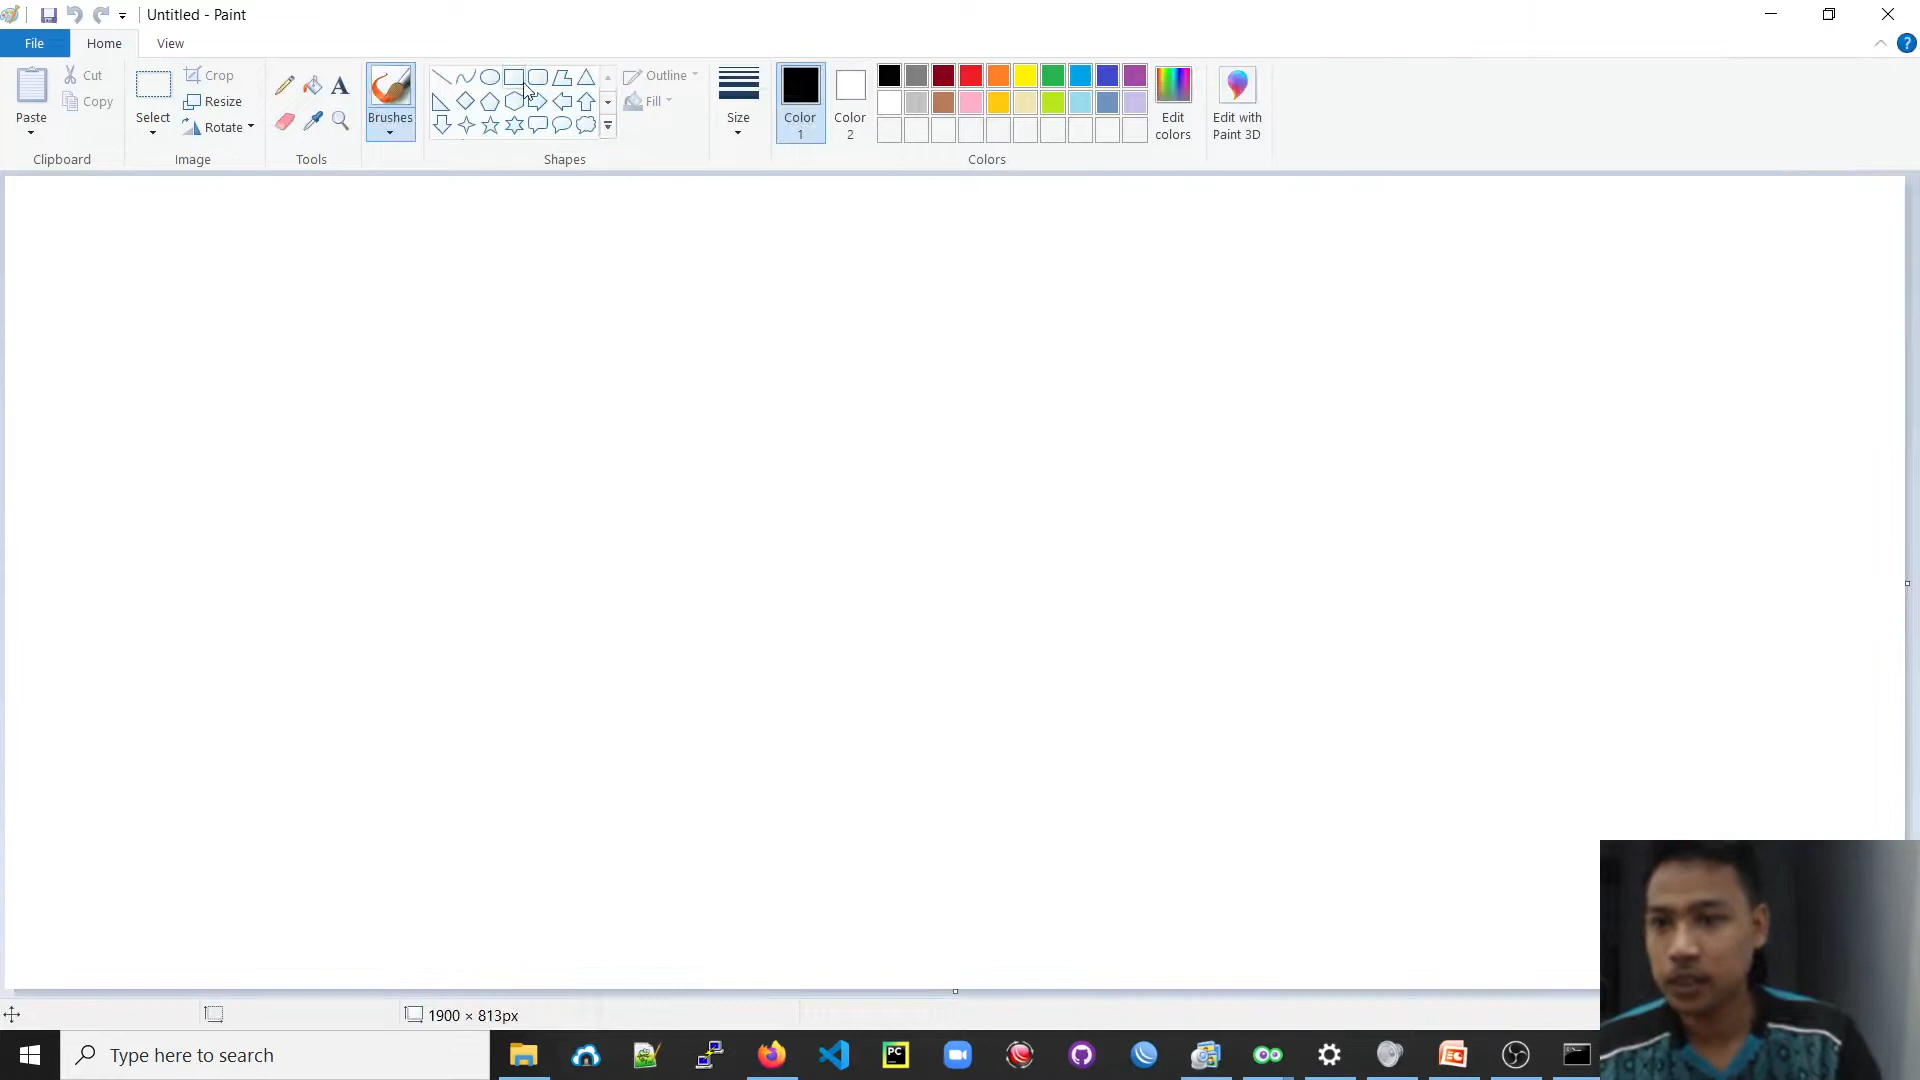 Untitled - Paint
File Home View
Paste
Cut
Copy
Clipboard
Select
Crop
Resize
Rotate
Image
A
Tools
Brushes
Shapes
Outline
Fill
Size
Color 1
Color 2
Colors
Edit colors
Edit with Paint 3D
1900 × 813px
Type here to search
PC